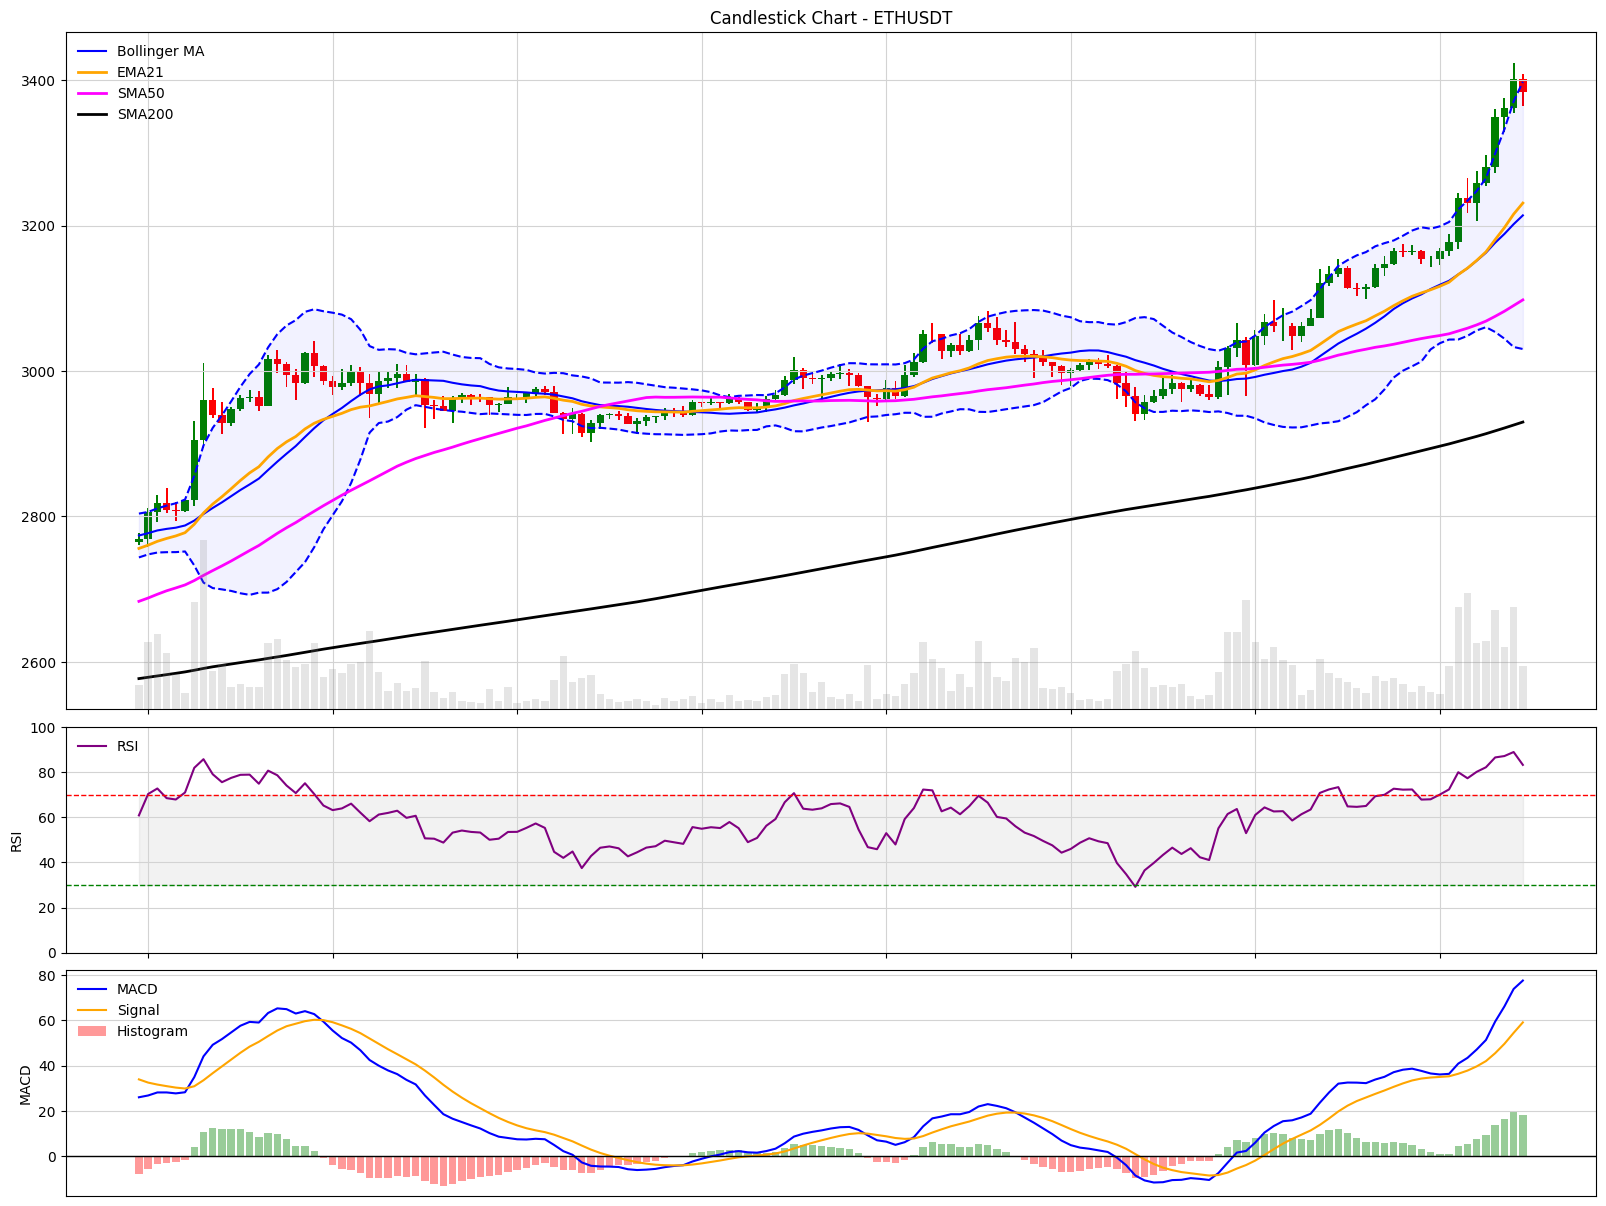 Candlestick Chart - ETHUSDT
Bollinger MA
EMA21
SMA50
SMA200
3400
3200
3000
2800
2600
RSI
100
80
60
40
20
0
RSI
MACD
Signal
Histogram
80
60
40
20
0
MACD